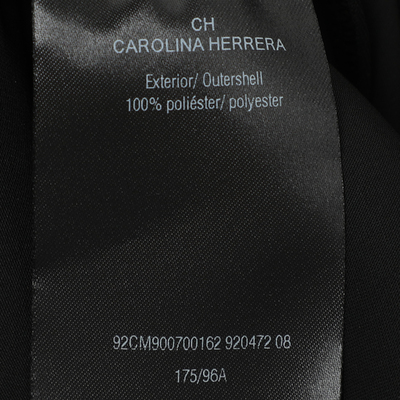 CH
CAROLINA HERRERA
Exterior/ Outershell
100% poliéster/ polyester
92CM900700162 920472 08
175/96A